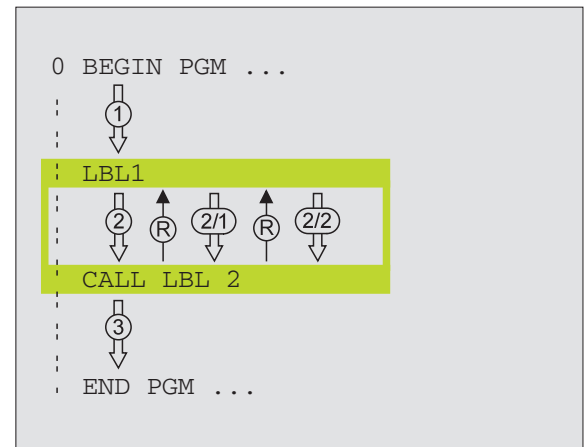 0 BEGIN PGM ...
1
LBL1
2 R 2/1 R 2/2
CALL LBL 2
3
END PGM ...